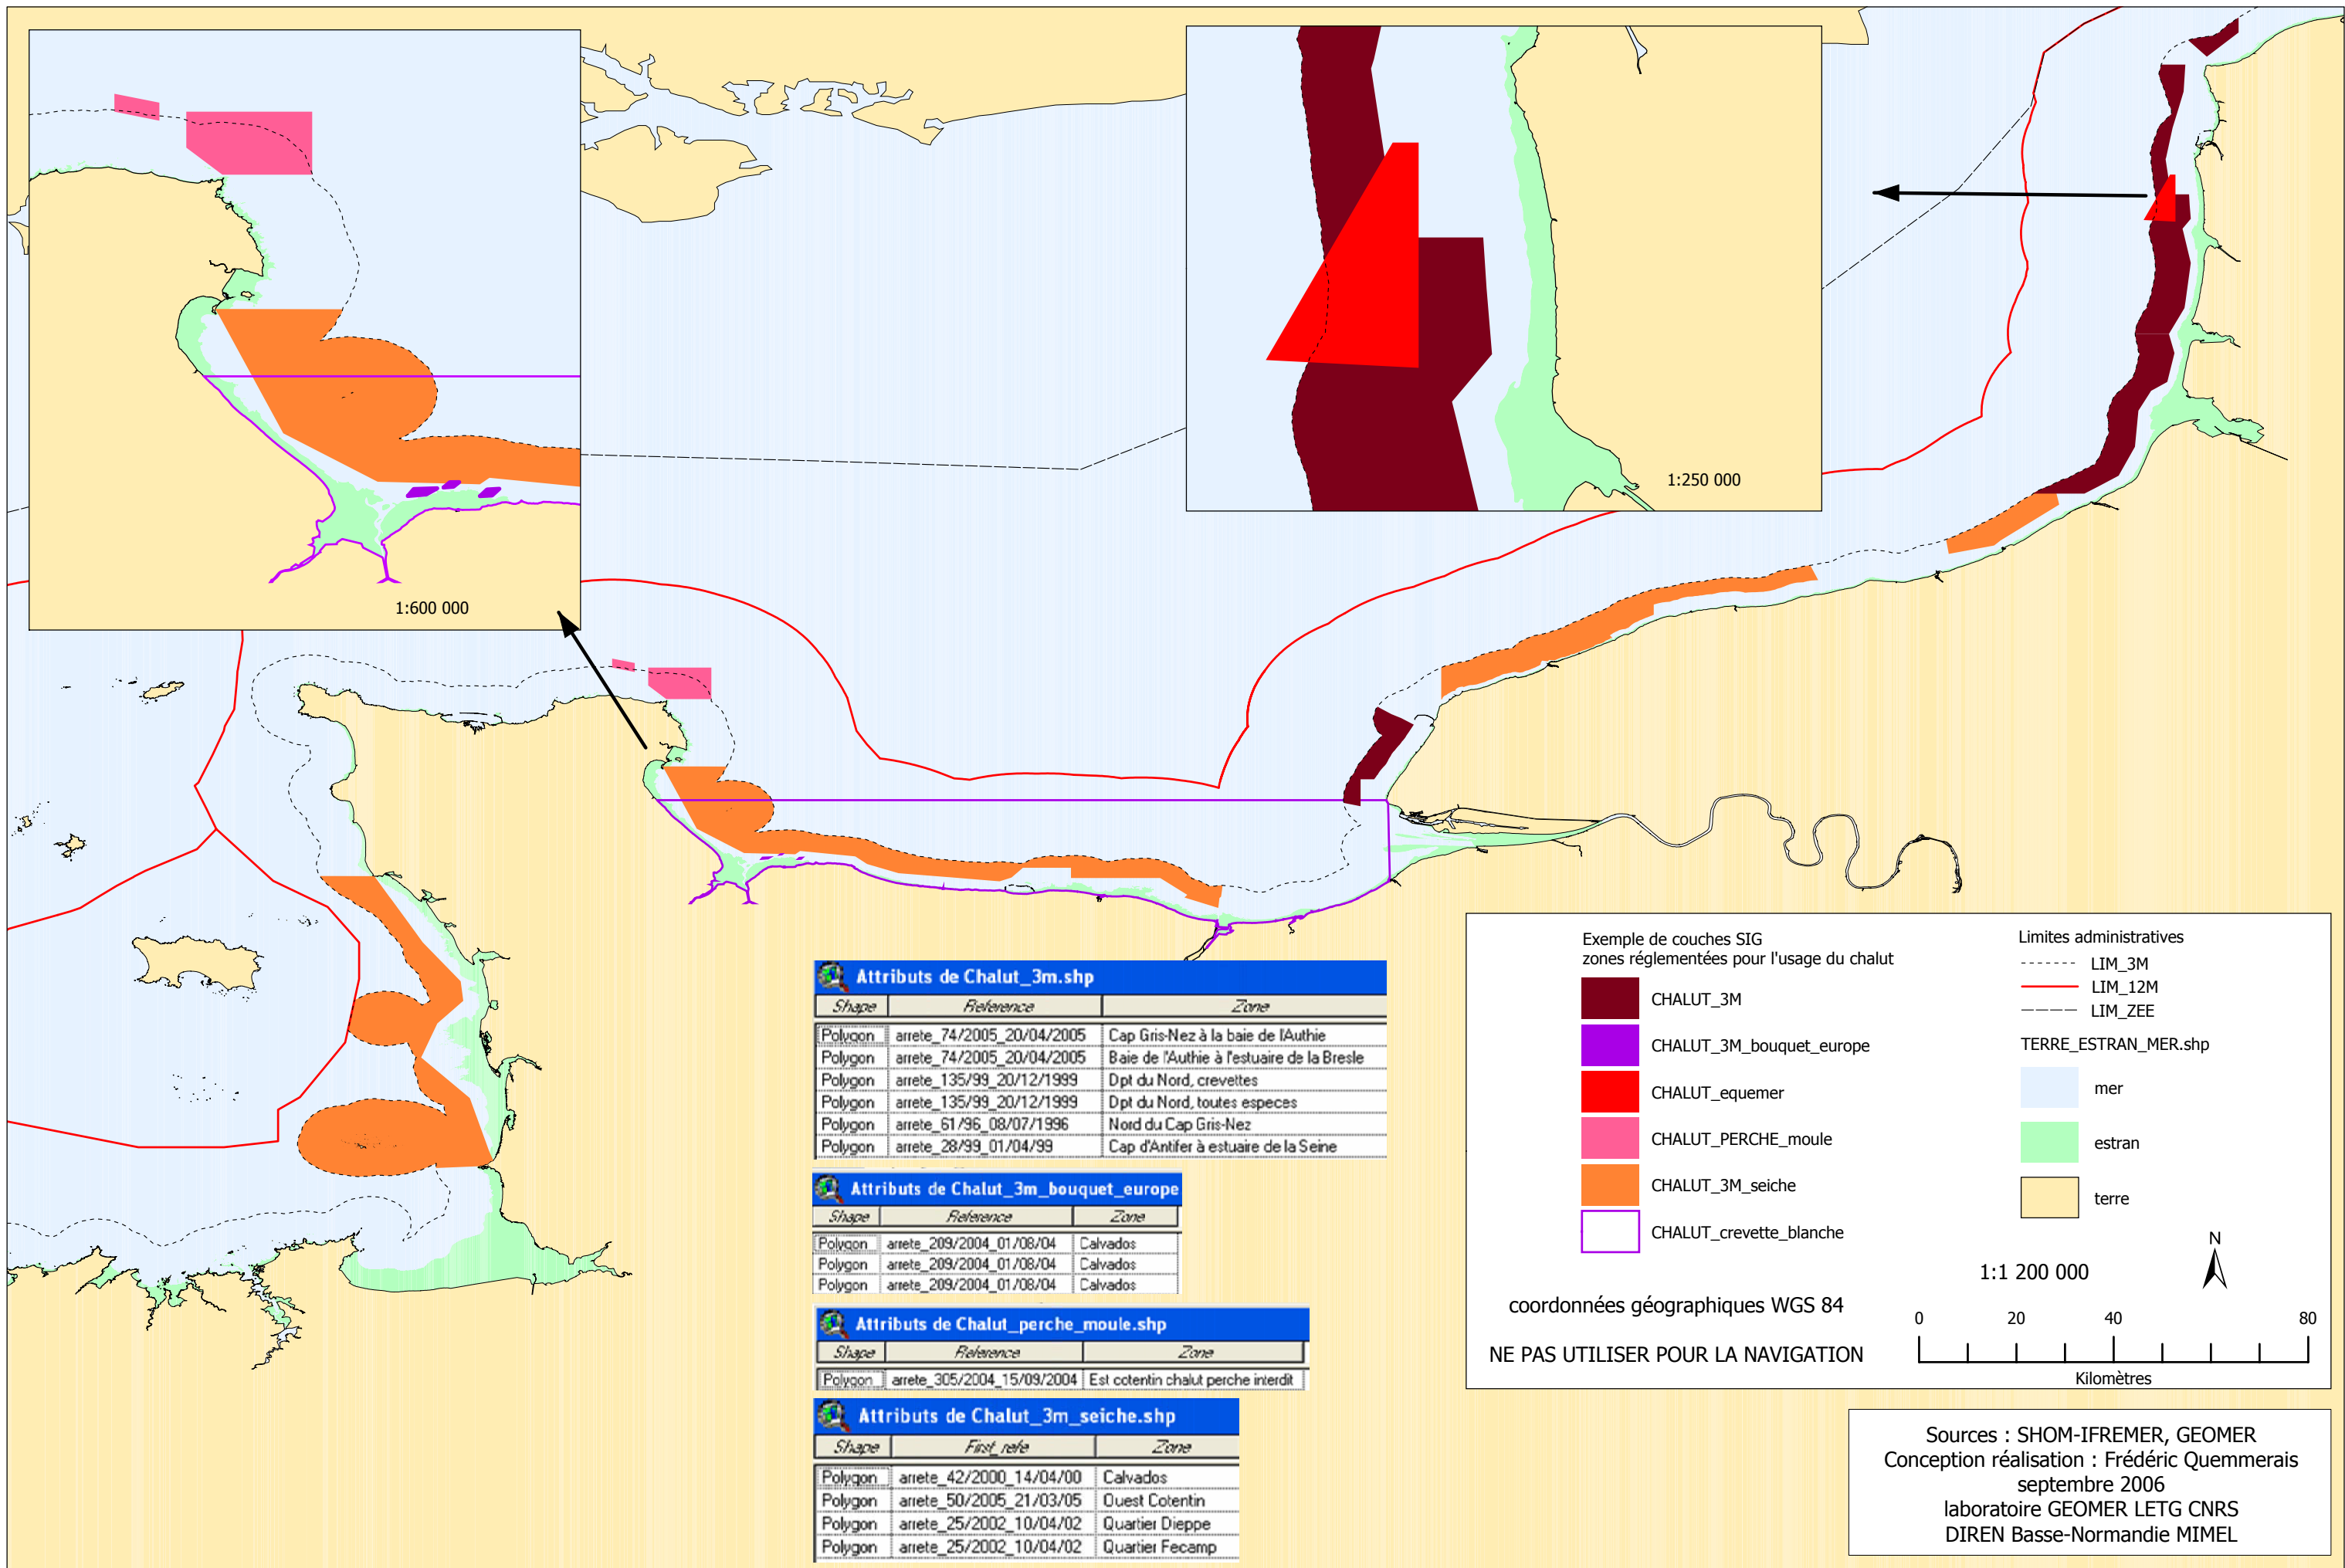 1:600 000
1:250 000
Attributs de Chalut_3m.shp
Shape Reference Zone
Polygon arrete_74/2005_20/04/2005 Cap Gris-Nez à la baie de l'Authie
Polygon arrete_74/2005_20/04/2005 Baie de l'Authie à l'estuaire de la Bresle
Polygon arrete_135/99_20/12/1999 Dpt du Nord, crevettes
Polygon arrete_135/99_20/12/1999 Dpt du Nord, toutes especes
Polygon arrete_61/96_08/07/1996 Nord du Cap Gris-Nez
Polygon arrete_28/99_01/04/99 Cap d'Antifer à estuaire de la Seine
Attributs de Chalut_3m_bouquet_europe
Shape Reference Zone
Polygon arrete_209/2004_01/08/04 Calvados
Polygon arrete_209/2004_01/08/04 Calvados
Polygon arrete_209/2004_01/08/04 Calvados
Attributs de Chalut_perche_moule.shp
Shape Reference Zone
Polygon arrete_305/2004_15/09/2004 Est cotentin chalut perche interdit
Attributs de Chalut_3m_seiche.shp
Shape First_refe Zone
Polygon arrete_42/2000_14/04/00 Calvados
Polygon arrete_50/2005_21/03/05 Ouest Cotentin
Polygon arrete_25/2002_10/04/02 Quartier Dieppe
Polygon arrete_25/2002_10/04/02 Quartier Fecamp
Exemple de couches SIG
zones réglementées pour l'usage du chalut
CHALUT_3M
CHALUT_3M_bouquet_europe
CHALUT_equemer
CHALUT_PERCHE_moule
CHALUT_3M_seiche
CHALUT_crevette_blanche
Limites administratives
LIM_3M
LIM_12M
LIM_ZEE
TERRE_ESTRAN_MER.shp
mer
estran
terre
N
1:1 200 000
coordonnées géographiques WGS 84
NE PAS UTILISER POUR LA NAVIGATION
0 20 40 80
Kilomètres
Sources : SHOM-IFREMER, GEOMER
Conception réalisation : Frédéric Quemmerais
septembre 2006
laboratoire GEOMER LETG CNRS
DIREN Basse-Normandie MIMEL